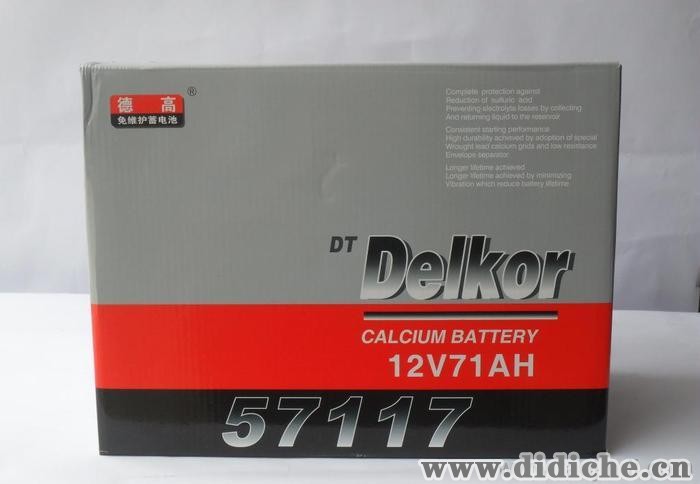 德高®
免维护蓄电池
Complete protection against
Reduction of sulfuric acid
Preventing electrolyte losses by collecting
And returning liquid to the reservoir
Consistent starting performance
High durability achieved by adoption of special
Wrought lead calcium grids and low resistance
Envelope separator
Longer lifetime achieved
Longer lifetime achieved by minimizing
Vibration which reduce battery lifetime
DT Delkor
CALCIUM BATTERY
12V71AH
57117
www.didiche.cn